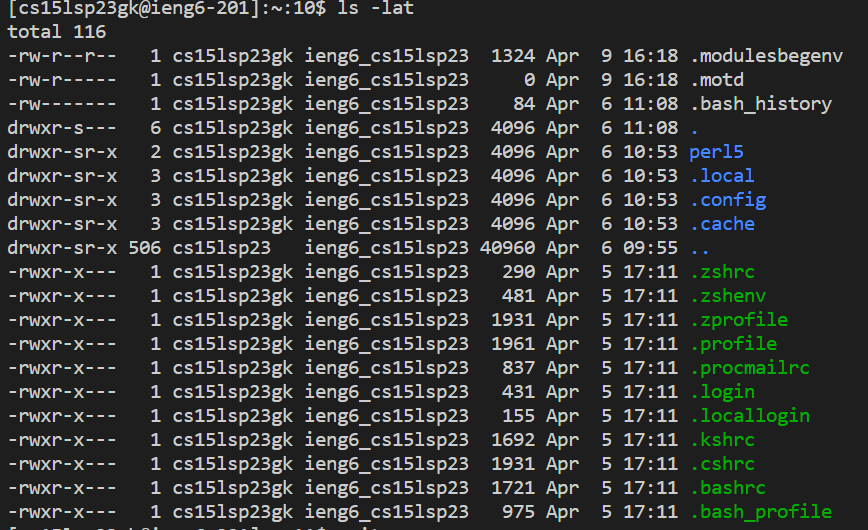 [cs15lsp23gk@ieng6-201]:~:10$ ls -lat
total 116
-rw-r--r--   1 cs15lsp23gk ieng6_cs15lsp23  1324 Apr  9 16:18 .modulesbegenv
-rw-r-----   1 cs15lsp23gk ieng6_cs15lsp23     0 Apr  9 16:18 .motd
-rw-------   1 cs15lsp23gk ieng6_cs15lsp23    84 Apr  6 11:08 .bash_history
drwxr-s---   6 cs15lsp23gk ieng6_cs15lsp23  4096 Apr  6 11:08 .
drwxr-sr-x   2 cs15lsp23gk ieng6_cs15lsp23  4096 Apr  6 10:53 perl5
drwxr-sr-x   3 cs15lsp23gk ieng6_cs15lsp23  4096 Apr  6 10:53 .local
drwxr-sr-x   3 cs15lsp23gk ieng6_cs15lsp23  4096 Apr  6 10:53 .config
drwxr-sr-x   3 cs15lsp23gk ieng6_cs15lsp23  4096 Apr  6 10:53 .cache
drwxr-sr-x 506 cs15lsp23   ieng6_cs15lsp23 40960 Apr  6 09:55 ..
-rwxr-x---   1 cs15lsp23gk ieng6_cs15lsp23   290 Apr  5 17:11 .zshrc
-rwxr-x---   1 cs15lsp23gk ieng6_cs15lsp23   481 Apr  5 17:11 .zshenv
-rwxr-x---   1 cs15lsp23gk ieng6_cs15lsp23  1931 Apr  5 17:11 .zprofile
-rwxr-x---   1 cs15lsp23gk ieng6_cs15lsp23  1961 Apr  5 17:11 .profile
-rwxr-x---   1 cs15lsp23gk ieng6_cs15lsp23   837 Apr  5 17:11 .procmailrc
-rwxr-x---   1 cs15lsp23gk ieng6_cs15lsp23   431 Apr  5 17:11 .login
-rwxr-x---   1 cs15lsp23gk ieng6_cs15lsp23   155 Apr  5 17:11 .locallogin
-rwxr-x---   1 cs15lsp23gk ieng6_cs15lsp23  1692 Apr  5 17:11 .kshrc
-rwxr-x---   1 cs15lsp23gk ieng6_cs15lsp23  1931 Apr  5 17:11 .cshrc
-rwxr-x---   1 cs15lsp23gk ieng6_cs15lsp23  1721 Apr  5 17:11 .bashrc
-rwxr-x---   1 cs15lsp23gk ieng6_cs15lsp23   975 Apr  5 17:11 .bash_profile